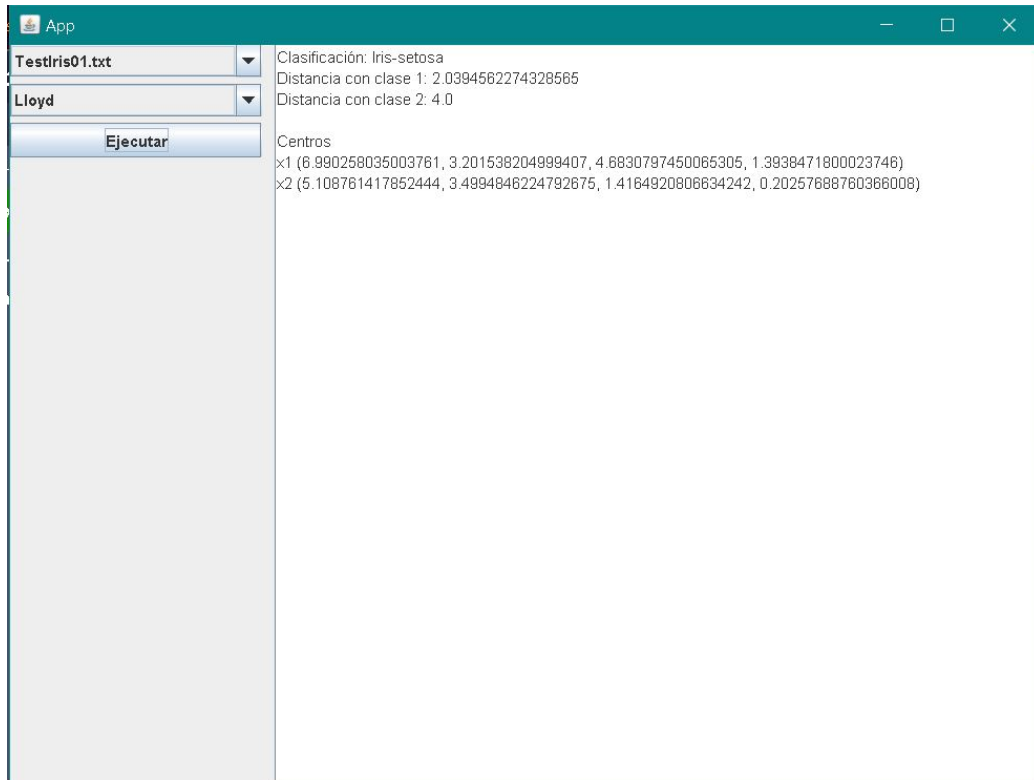 App
TestIris01.txt
Lloyd
Ejecutar
Clasificación: Iris-setosa
Distancia con clase 1: 2.0394562274328565
Distancia con clase 2: 4.0
Centros
x1 (6.990258035003761, 3.201538204999407, 4.6830797450065305, 1.3938471800023746)
x2 (5.108761417852444, 3.4994846224792675, 1.4164920806634242, 0.20257688760366008)